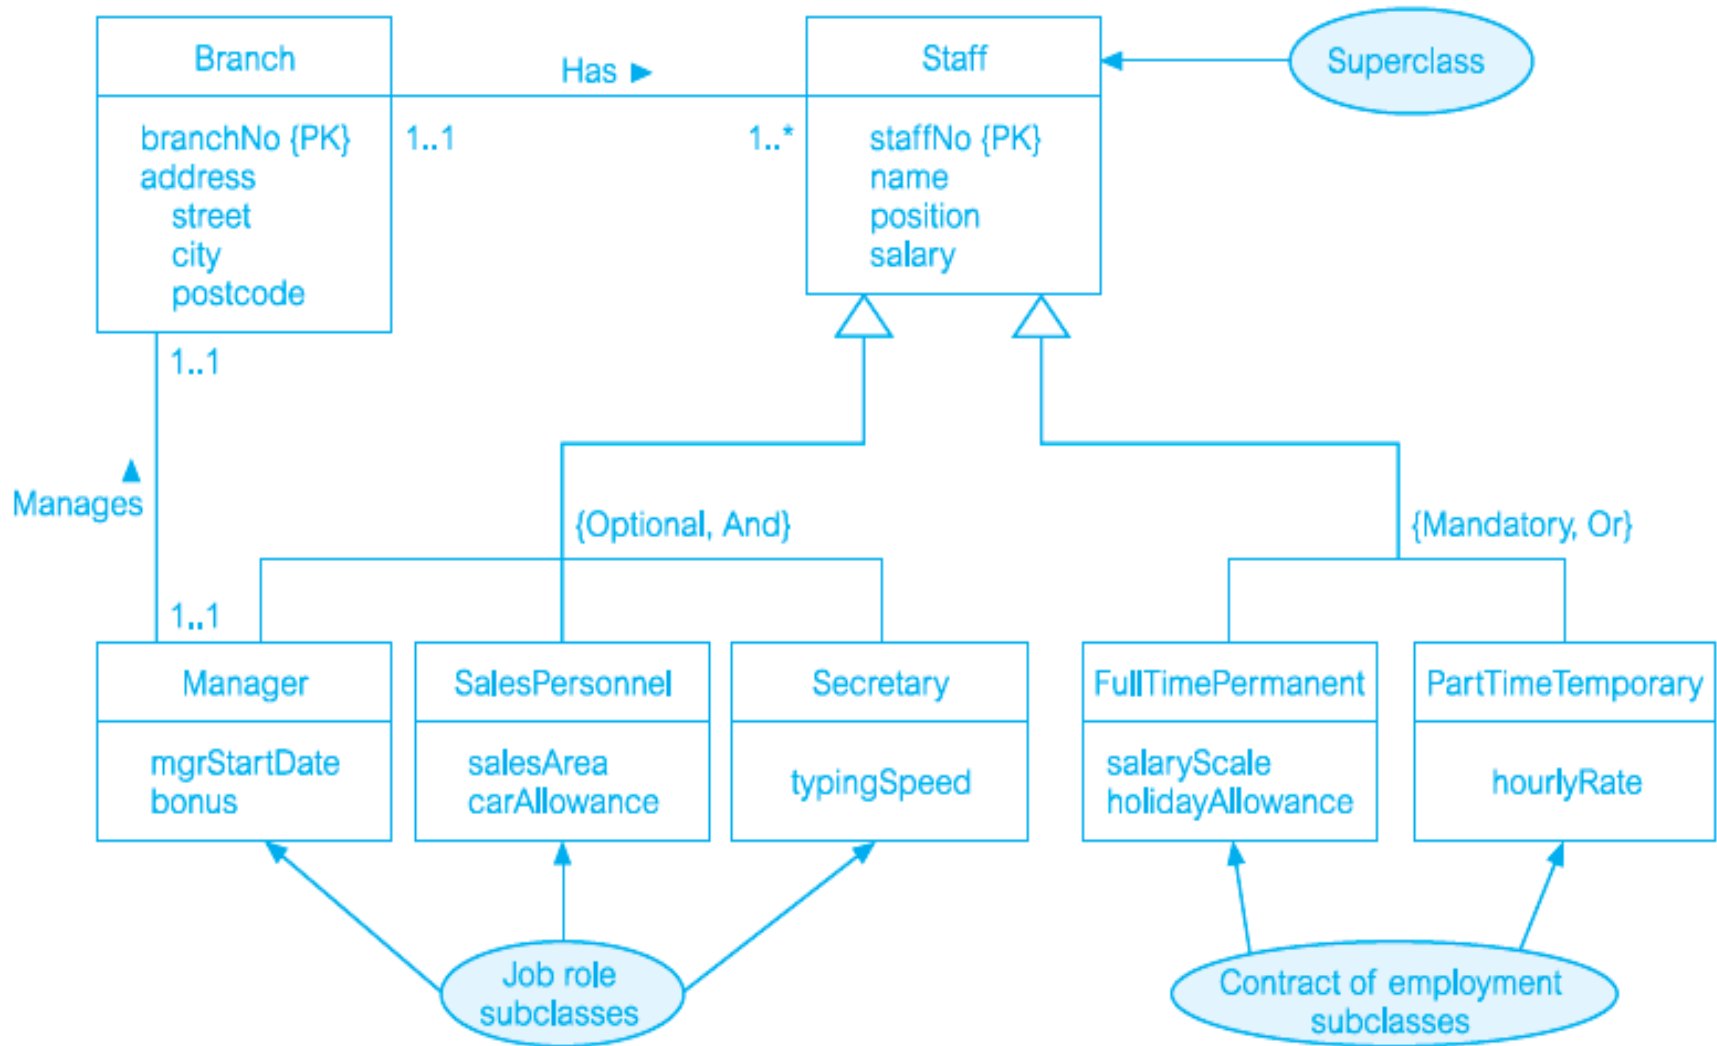 Branch
Has ►
Staff
Superclass
branchNo {PK}
address
street
city
postcode
1..1
1..*
staffNo {PK}
name
position
salary
1..1
▲
Manages
{Optional, And}
{Mandatory, Or}
1..1
Manager
mgrStartDate
bonus
SalesPersonnel
salesArea
carAllowance
Secretary
typingSpeed
FullTimePermanent
salaryScale
holidayAllowance
PartTimeTemporary
hourlyRate
Job role
subclasses
Contract of employment
subclasses